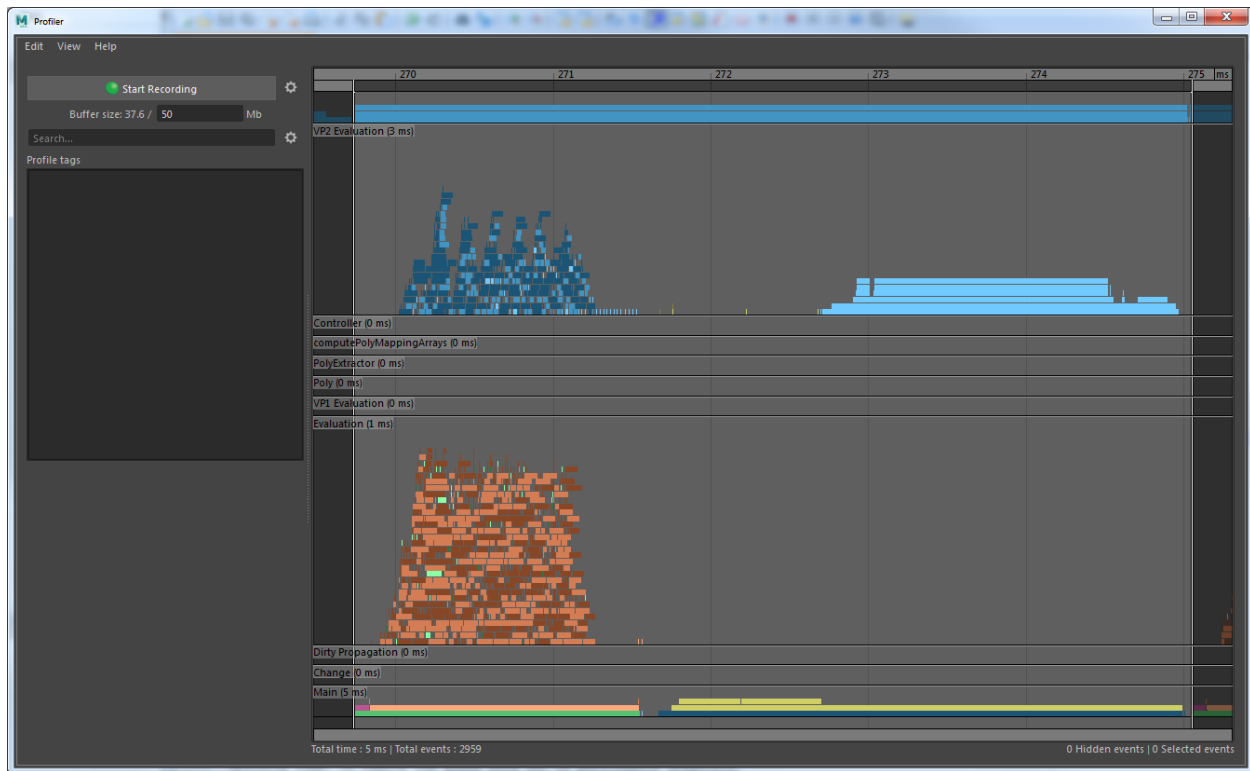 Profiler
Edit View Help
Start Recording
Buffer size: 37.6 / 50 Mb
Search...
Profile tags
270 271 272 273 274 275 ms
VP2 Evaluation (3 ms)
Controller (0 ms)
computePolyMappingArrays (0 ms)
PolyExtractor (0 ms)
Poly (0 ms)
VP1 Evaluation (0 ms)
Evaluation (1 ms)
Dirty Propagation (0 ms)
Change (0 ms)
Main (5 ms)
Total time : 5 ms | Total events : 2959
0 Hidden events | 0 Selected events